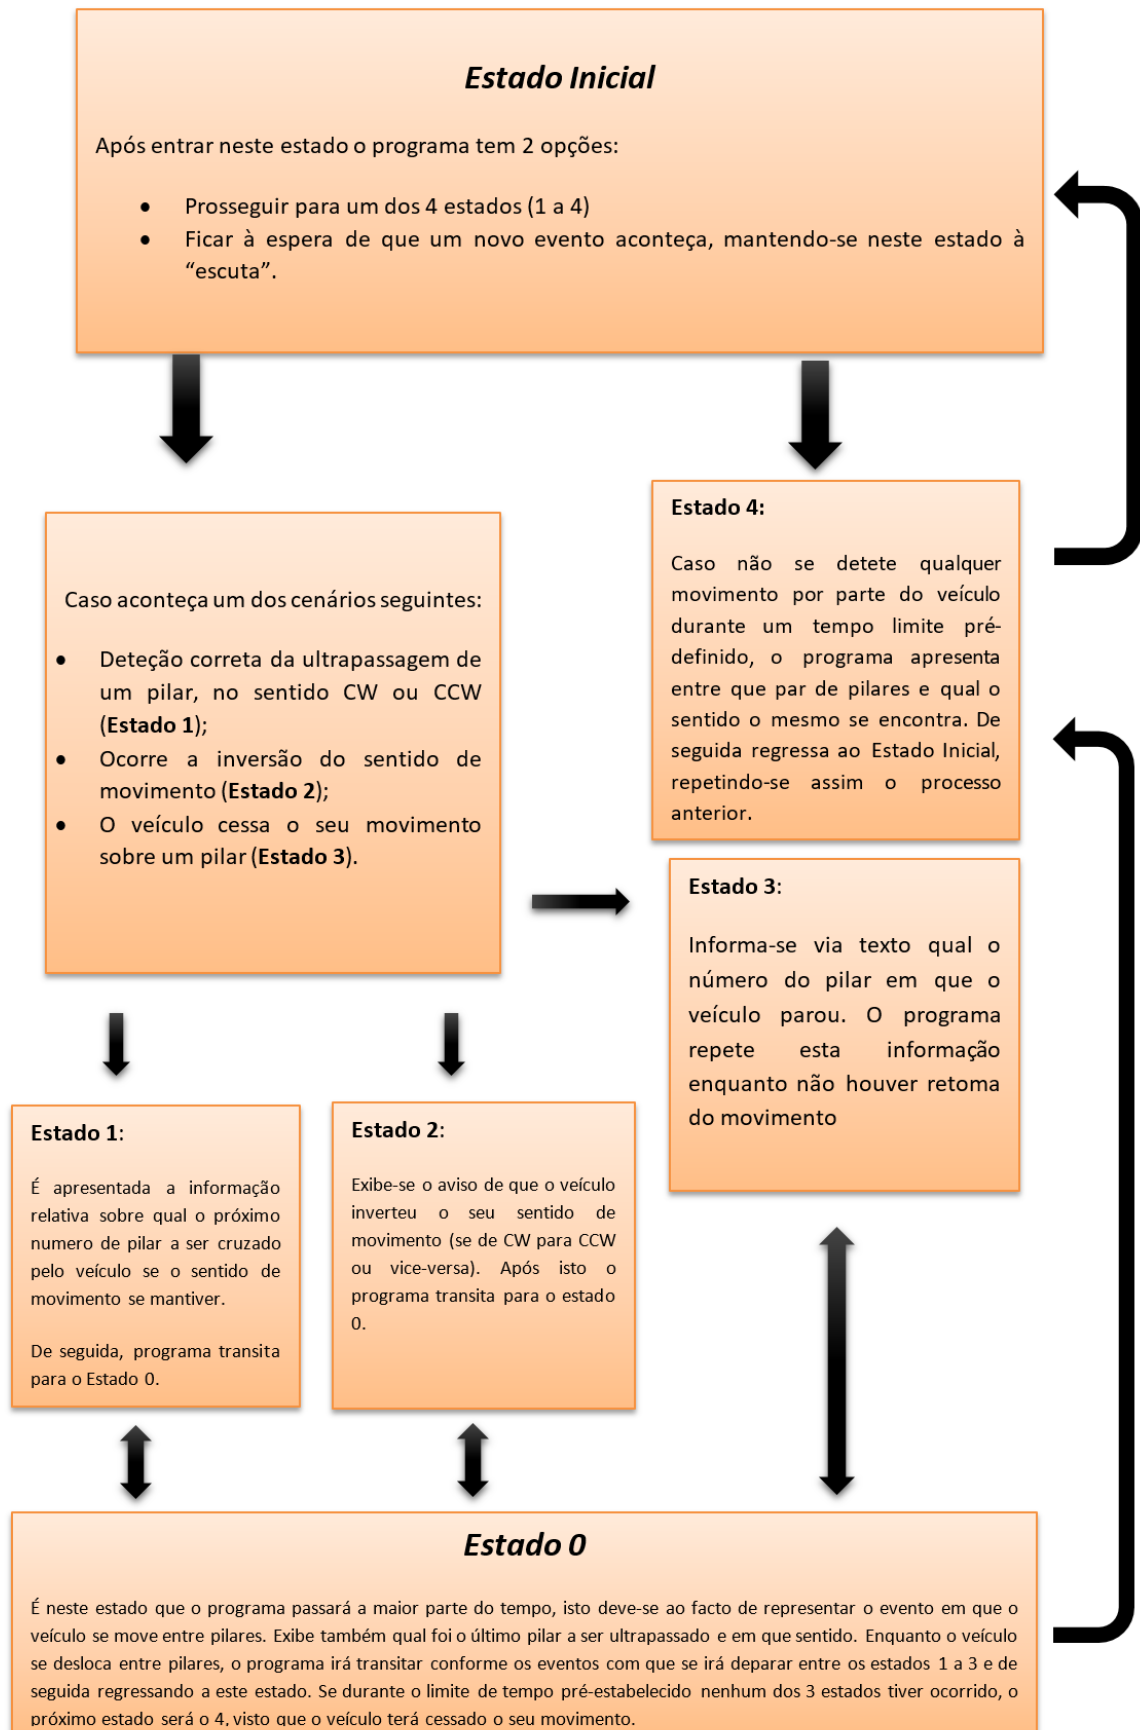 Estado Inicial
Após entrar neste estado o programa tem 2 opções:
• Prosseguir para um dos 4 estados (1 a 4)
• Ficar à espera de que um novo evento aconteça, mantendo-se neste estado à
“escuta”.
Caso aconteça um dos cenários seguintes:
• Deteção correta da ultrapassagem de
um pilar, no sentido CW ou CCW
(Estado 1);
• Ocorre a inversão do sentido de
movimento (Estado 2);
• O veículo cessa o seu movimento
sobre um pilar (Estado 3).
Estado 4:
Caso não se detete qualquer
movimento por parte do veículo
durante um tempo limite pré-
definido, o programa apresenta
entre que par de pilares e qual o
sentido o mesmo se encontra. De
seguida regressa ao Estado Inicial,
repetindo-se assim o processo
anterior.
Estado 3:
Informa-se via texto qual o
número do pilar em que o
veículo parou. O programa
repete esta informação
enquanto não houver retoma
do movimento
Estado 1:
É apresentada a informação
relativa sobre qual o próximo
numero de pilar a ser cruzado
pelo veículo se o sentido de
movimento se mantiver.
De seguida, programa transita
para o Estado 0.
Estado 2:
Exibe-se o aviso de que o veículo
inverteu o seu sentido de
movimento (se de CW para CCW
ou vice-versa). Após isto o
programa transita para o estado
0.
Estado 0
É neste estado que o programa passará a maior parte do tempo, isto deve-se ao facto de representar o evento em que o
veículo se move entre pilares. Exibe também qual foi o último pilar a ser ultrapassado e em que sentido. Enquanto o veículo
se desloca entre pilares, o programa irá transitar conforme os eventos com que se irá deparar entre os estados 1 a 3 e de
seguida regressando a este estado. Se durante o limite de tempo pré-estabelecido nenhum dos 3 estados tiver ocorrido, o
próximo estado será o 4, visto que o veículo terá cessado o seu movimento.